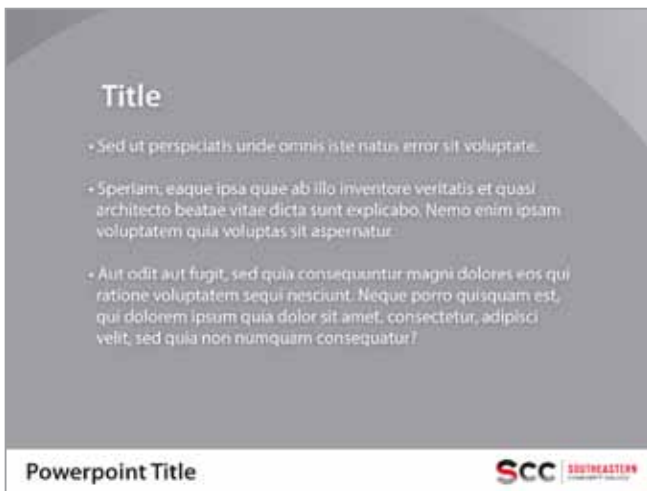 Title
• Sed ut perspiciatis unde omnis iste natus error sit voluptate.
• Speriam, eaque ipsa quae ab illo inventore veritatis et quasi
architecto beatae vitae dicta sunt explicabo. Nemo enim ipsam
voluptatem quia voluptas sit aspernatur
• Aut odit aut fugit, sed quia consequuntur magni dolores eos qui
ratione voluptatem sequi nesciunt. Neque porro quisquam est,
qui dolorem ipsum quia dolor sit amet, consectetur, adipisci
velit, sed quia non numquam consequatur?
Powerpoint Title
SCC
SOUTHEASTERN